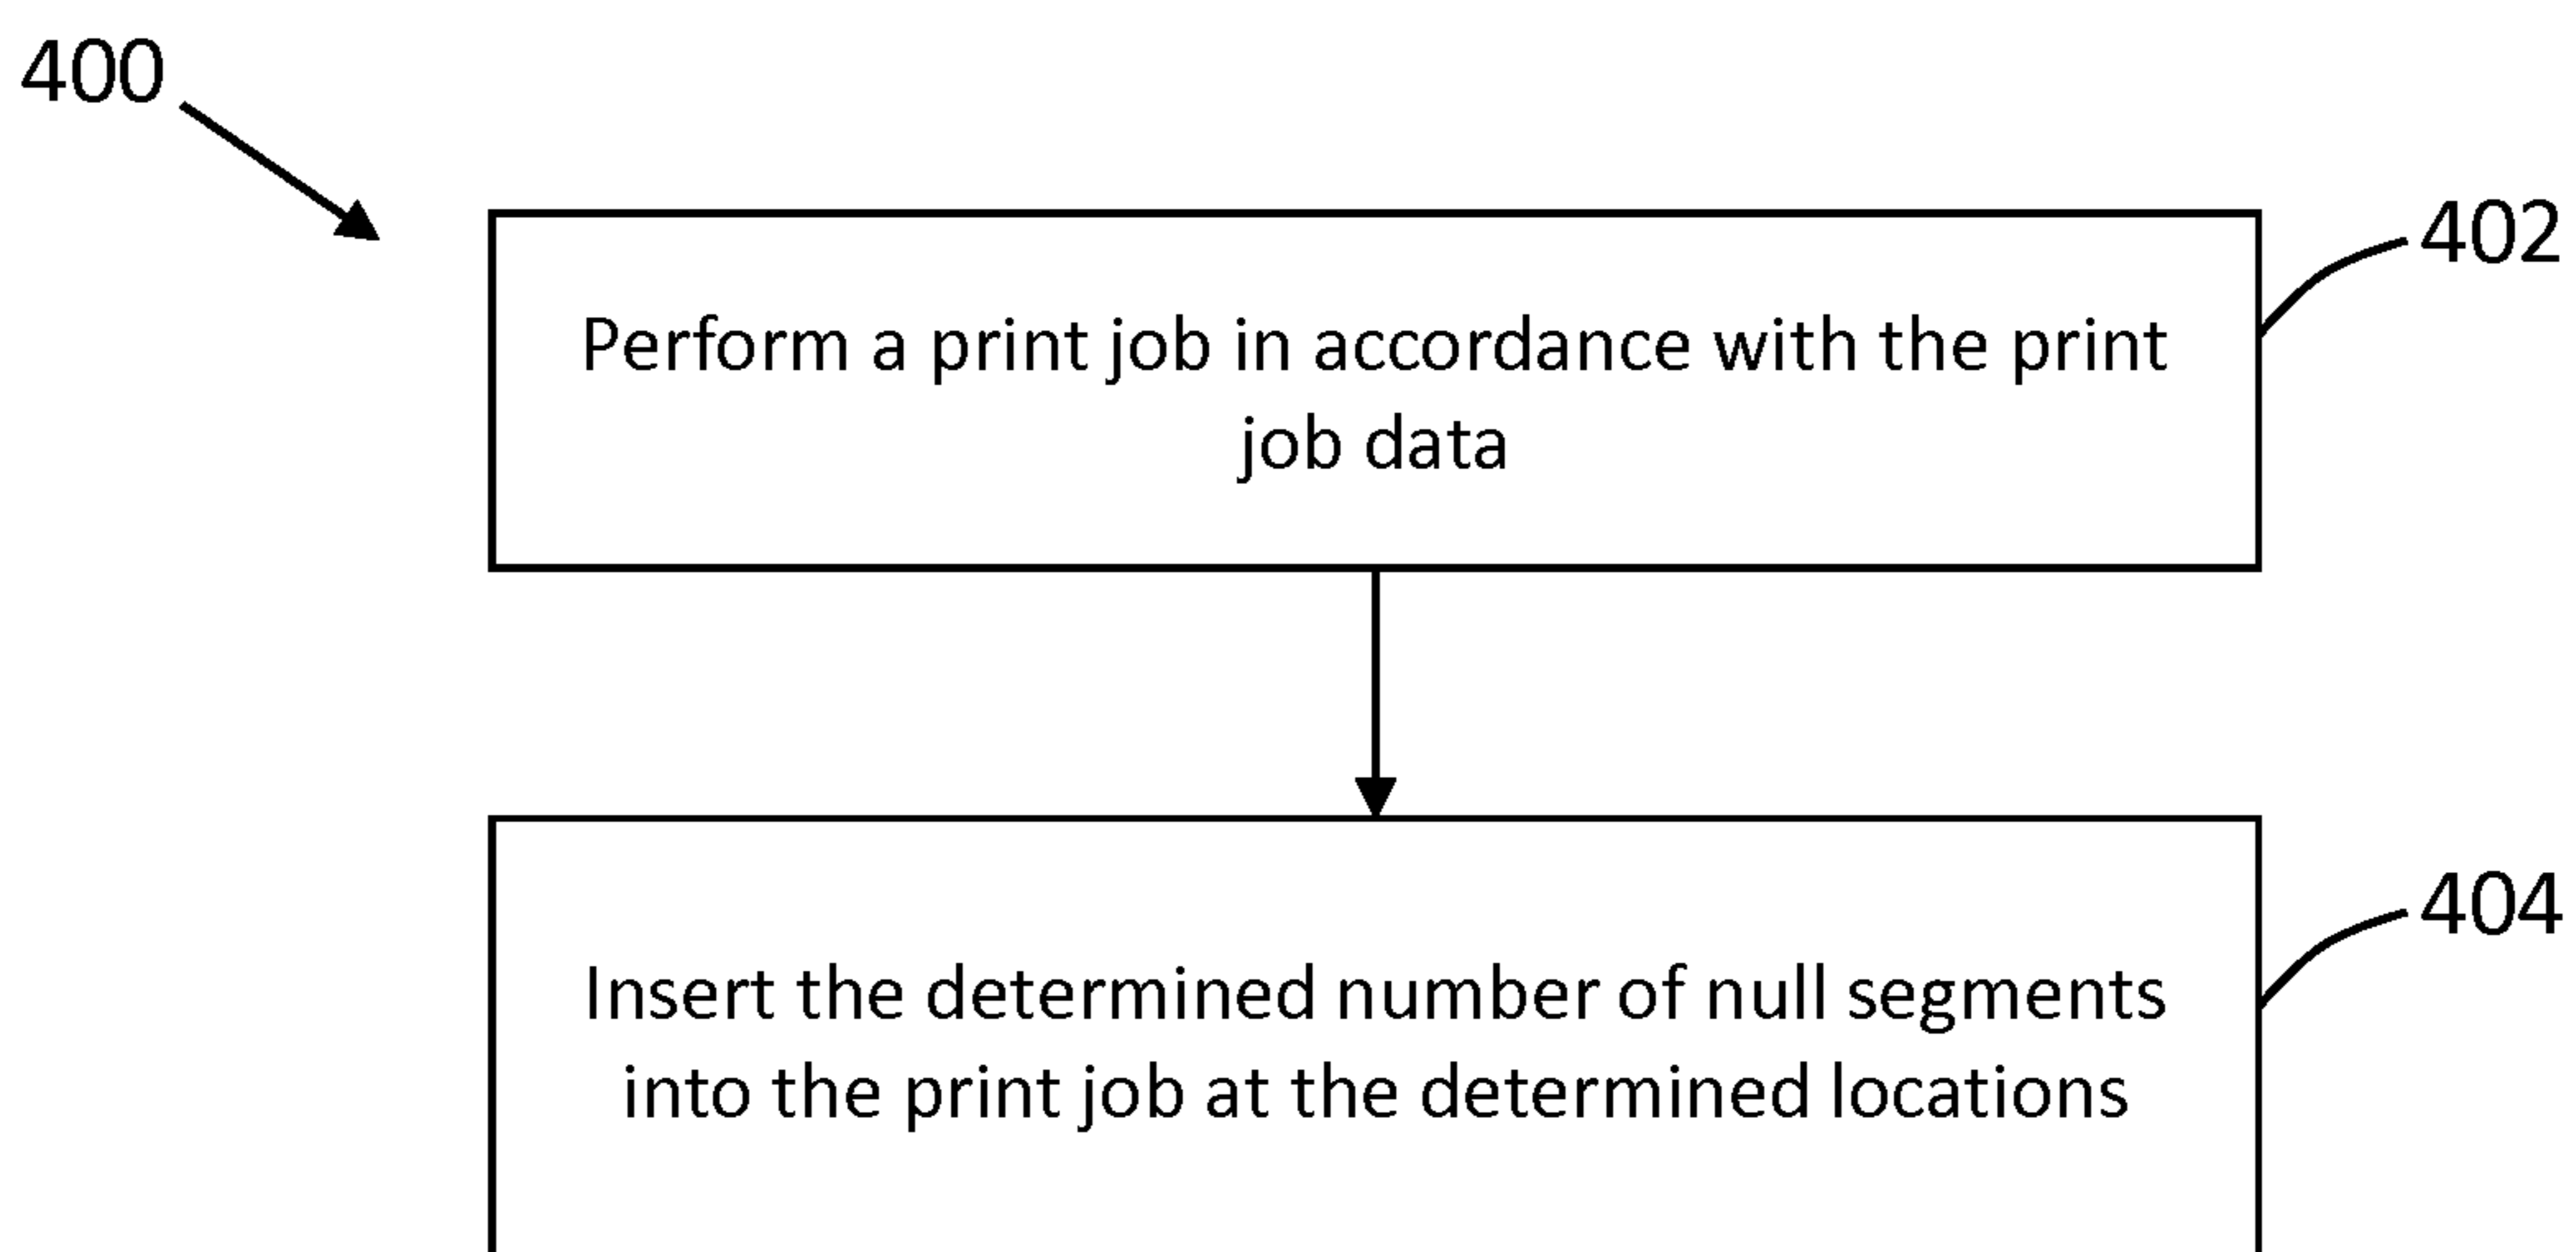 400
402
Perform a print job in accordance with the print
job data
404
Insert the determined number of null segments
into the print job at the determined locations